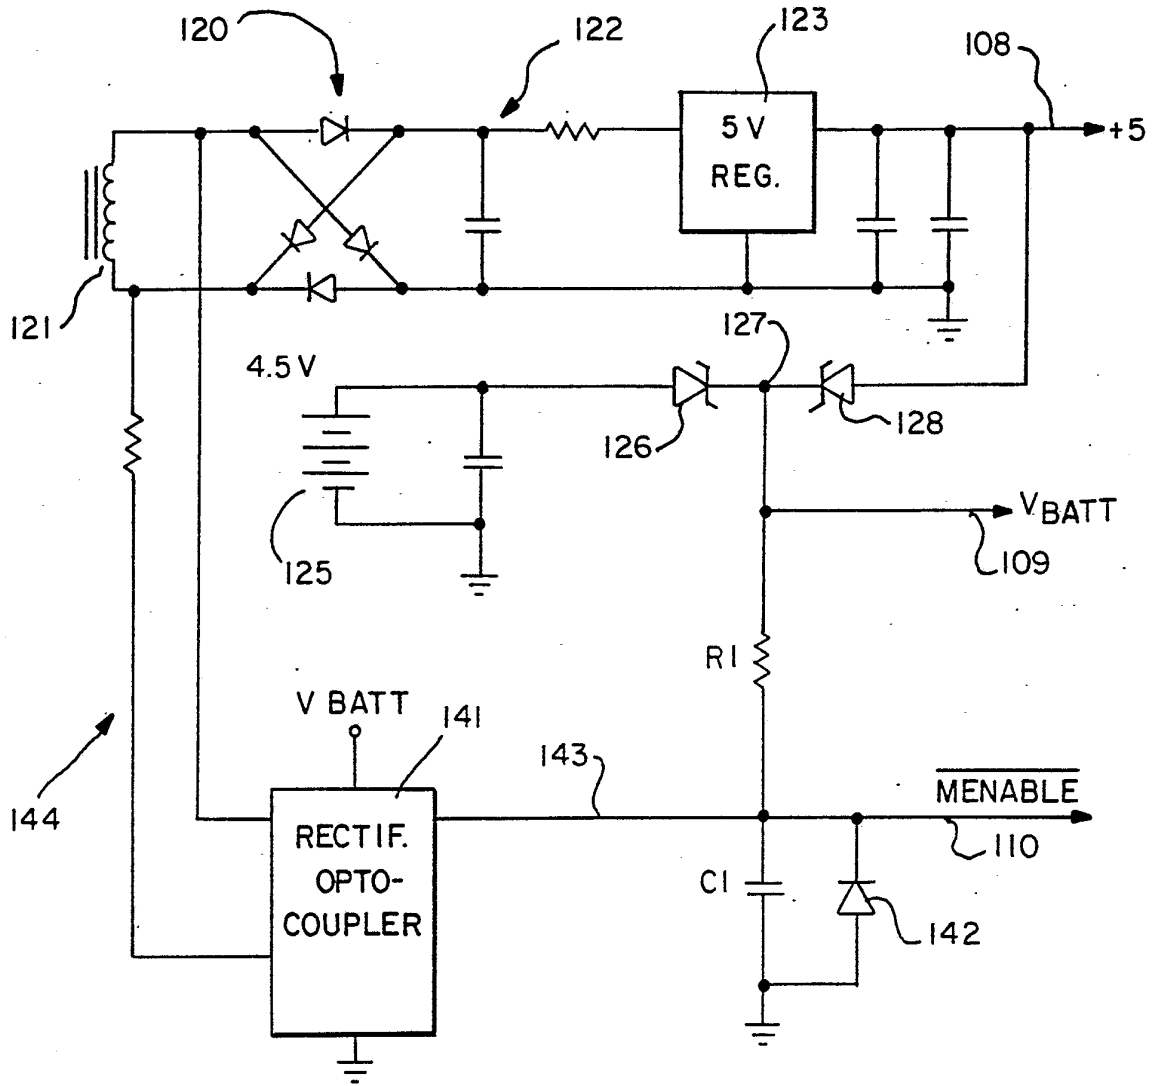 120
122
123
108
5 V
REG.
+5
121
127
4.5 V
126
128
125
VBATT
109
R1
V BATT
141
143
MENABLE
144
RECTIF.
OPTO-
COUPLER
110
C1
142